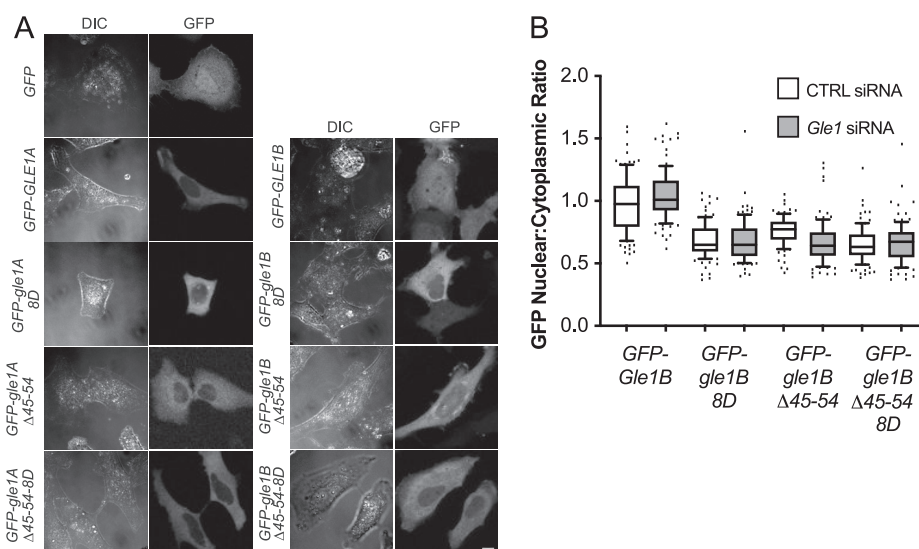 A
DIC GFP
GFP
GFP-GLE1A
GFP-gle1A
8D
GFP-gle1A
Δ45-54
GFP-gle1A
Δ45-54-8D
DIC GFP
GFP-GLE1B
GFP-gle1B
8D
GFP-gle1B
Δ45-54
GFP-gle1B
Δ45-54-8D
B
GFP Nuclear:Cytoplasmic Ratio
2.0
1.5
1.0
0.5
0.0
CTRL siRNA
Gle1 siRNA
GFP-
Gle1B
GFP-
gle1B
8D
GFP-
gle1B
Δ45-54
GFP-
gle1B
Δ45-54
8D